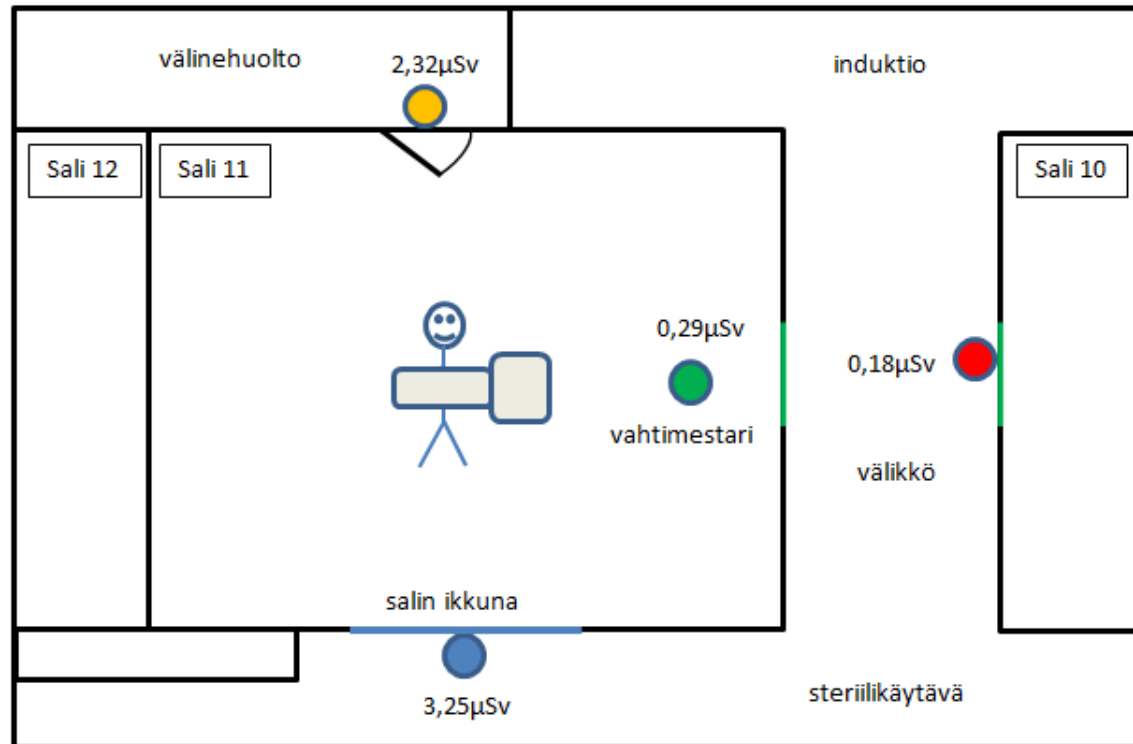 välinehuolto
2,32µSv
induktio
Sali 12
Sali 11
Sali 10
0,29µSv
0,18µSv
vahtimestari
välikkö
salin ikkuna
steriilikäytävä
3,25µSv